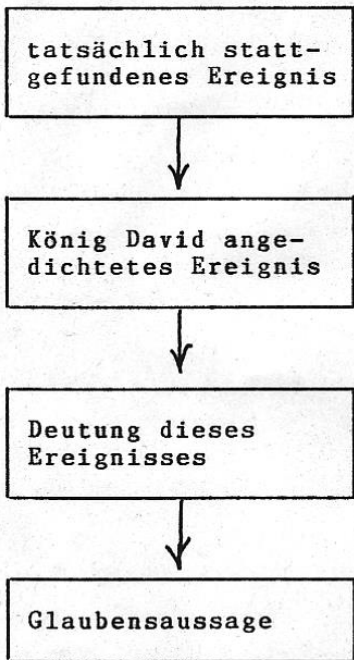 tatsächlich statt-
gefundenes Ereignis
König David ange-
dichtetes Ereignis
Deutung dieses
Ereignisses
Glaubensaussage